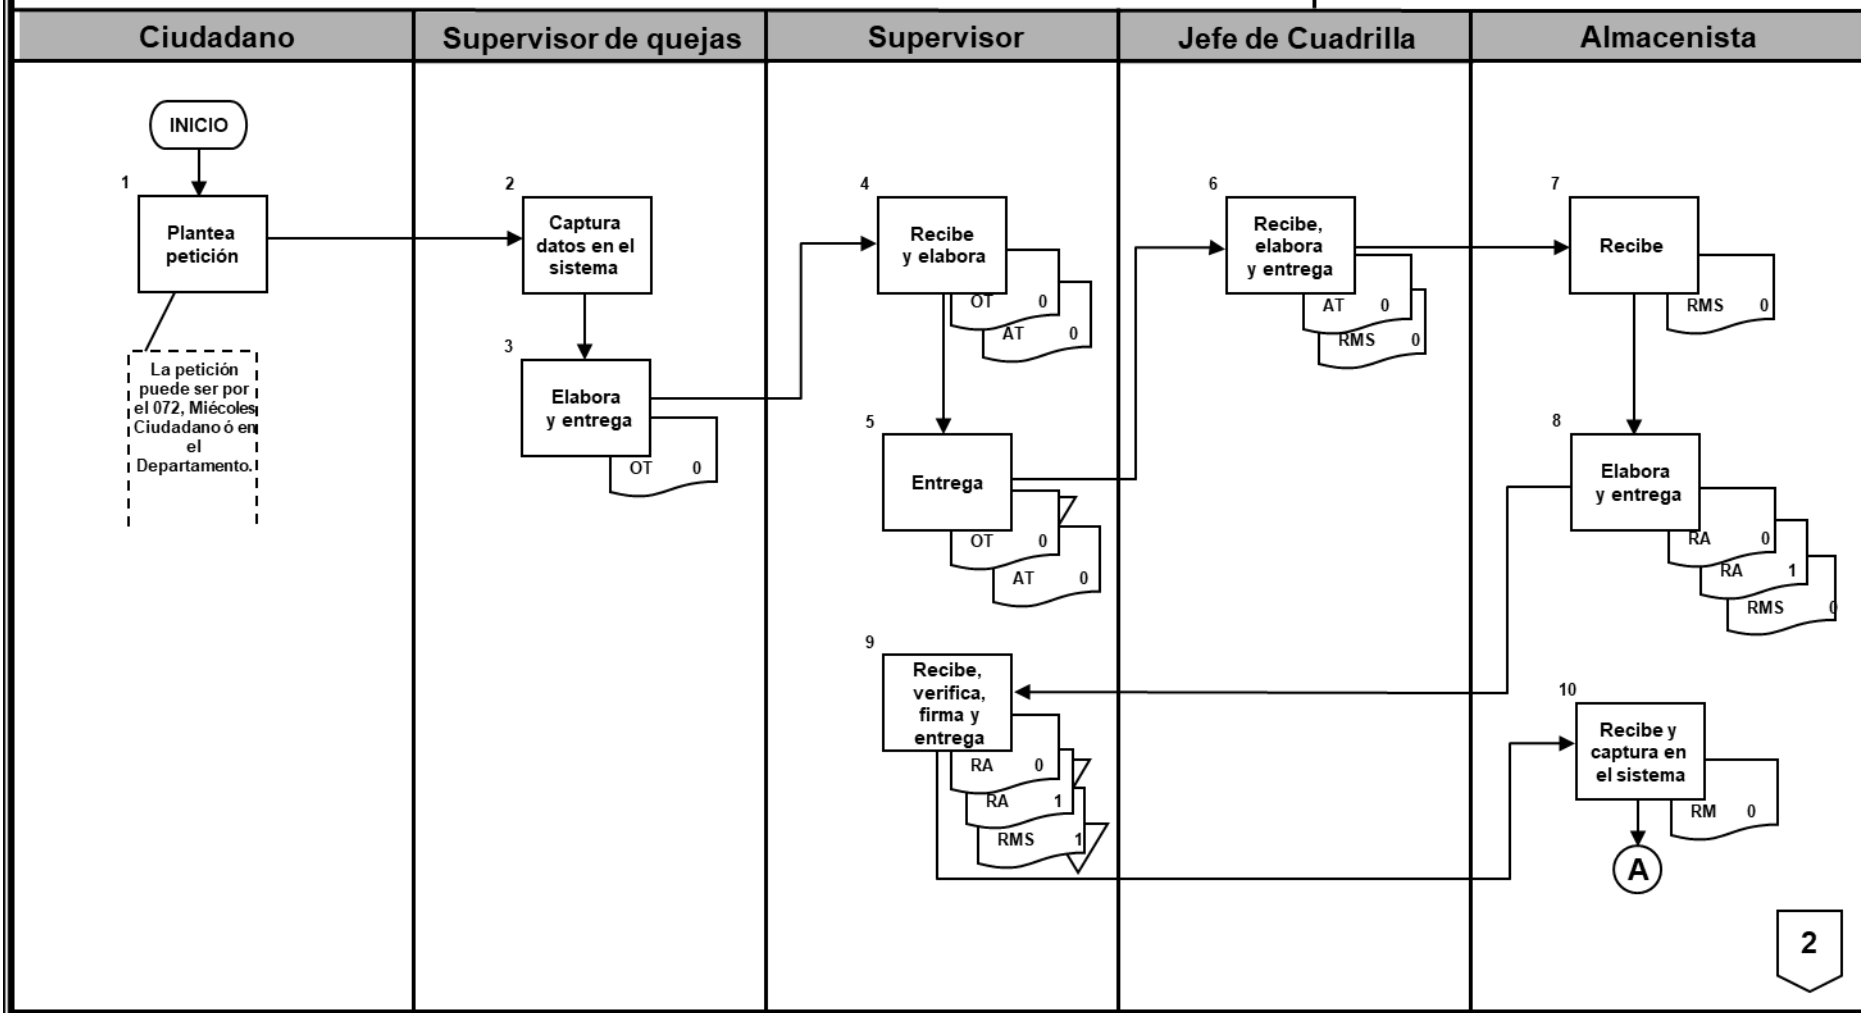 Ciudadano
Supervisor de quejas
Supervisor
Jefe de Cuadrilla
Almacenista
INICIO
1
Plantea
petición
La petición
puede ser por
el 072, Miécoles
Ciudadano ó en
el
Departamento.
2
Captura
datos en el
sistema
3
Elabora
y entrega
OT 0
4
Recibe
y elabora
OT 0
AT 0
5
Entrega
OT 0
AT 0
6
Recibe,
elabora
y entrega
AT 0
RMS 0
7
Recibe
RMS 0
8
Elabora
y entrega
RA 0
RA 1
RMS 0
9
Recibe,
verifica,
firma y
entrega
RA 0
RA 1
RMS 1
10
Recibe y
captura en
el sistema
RM 0
A
2